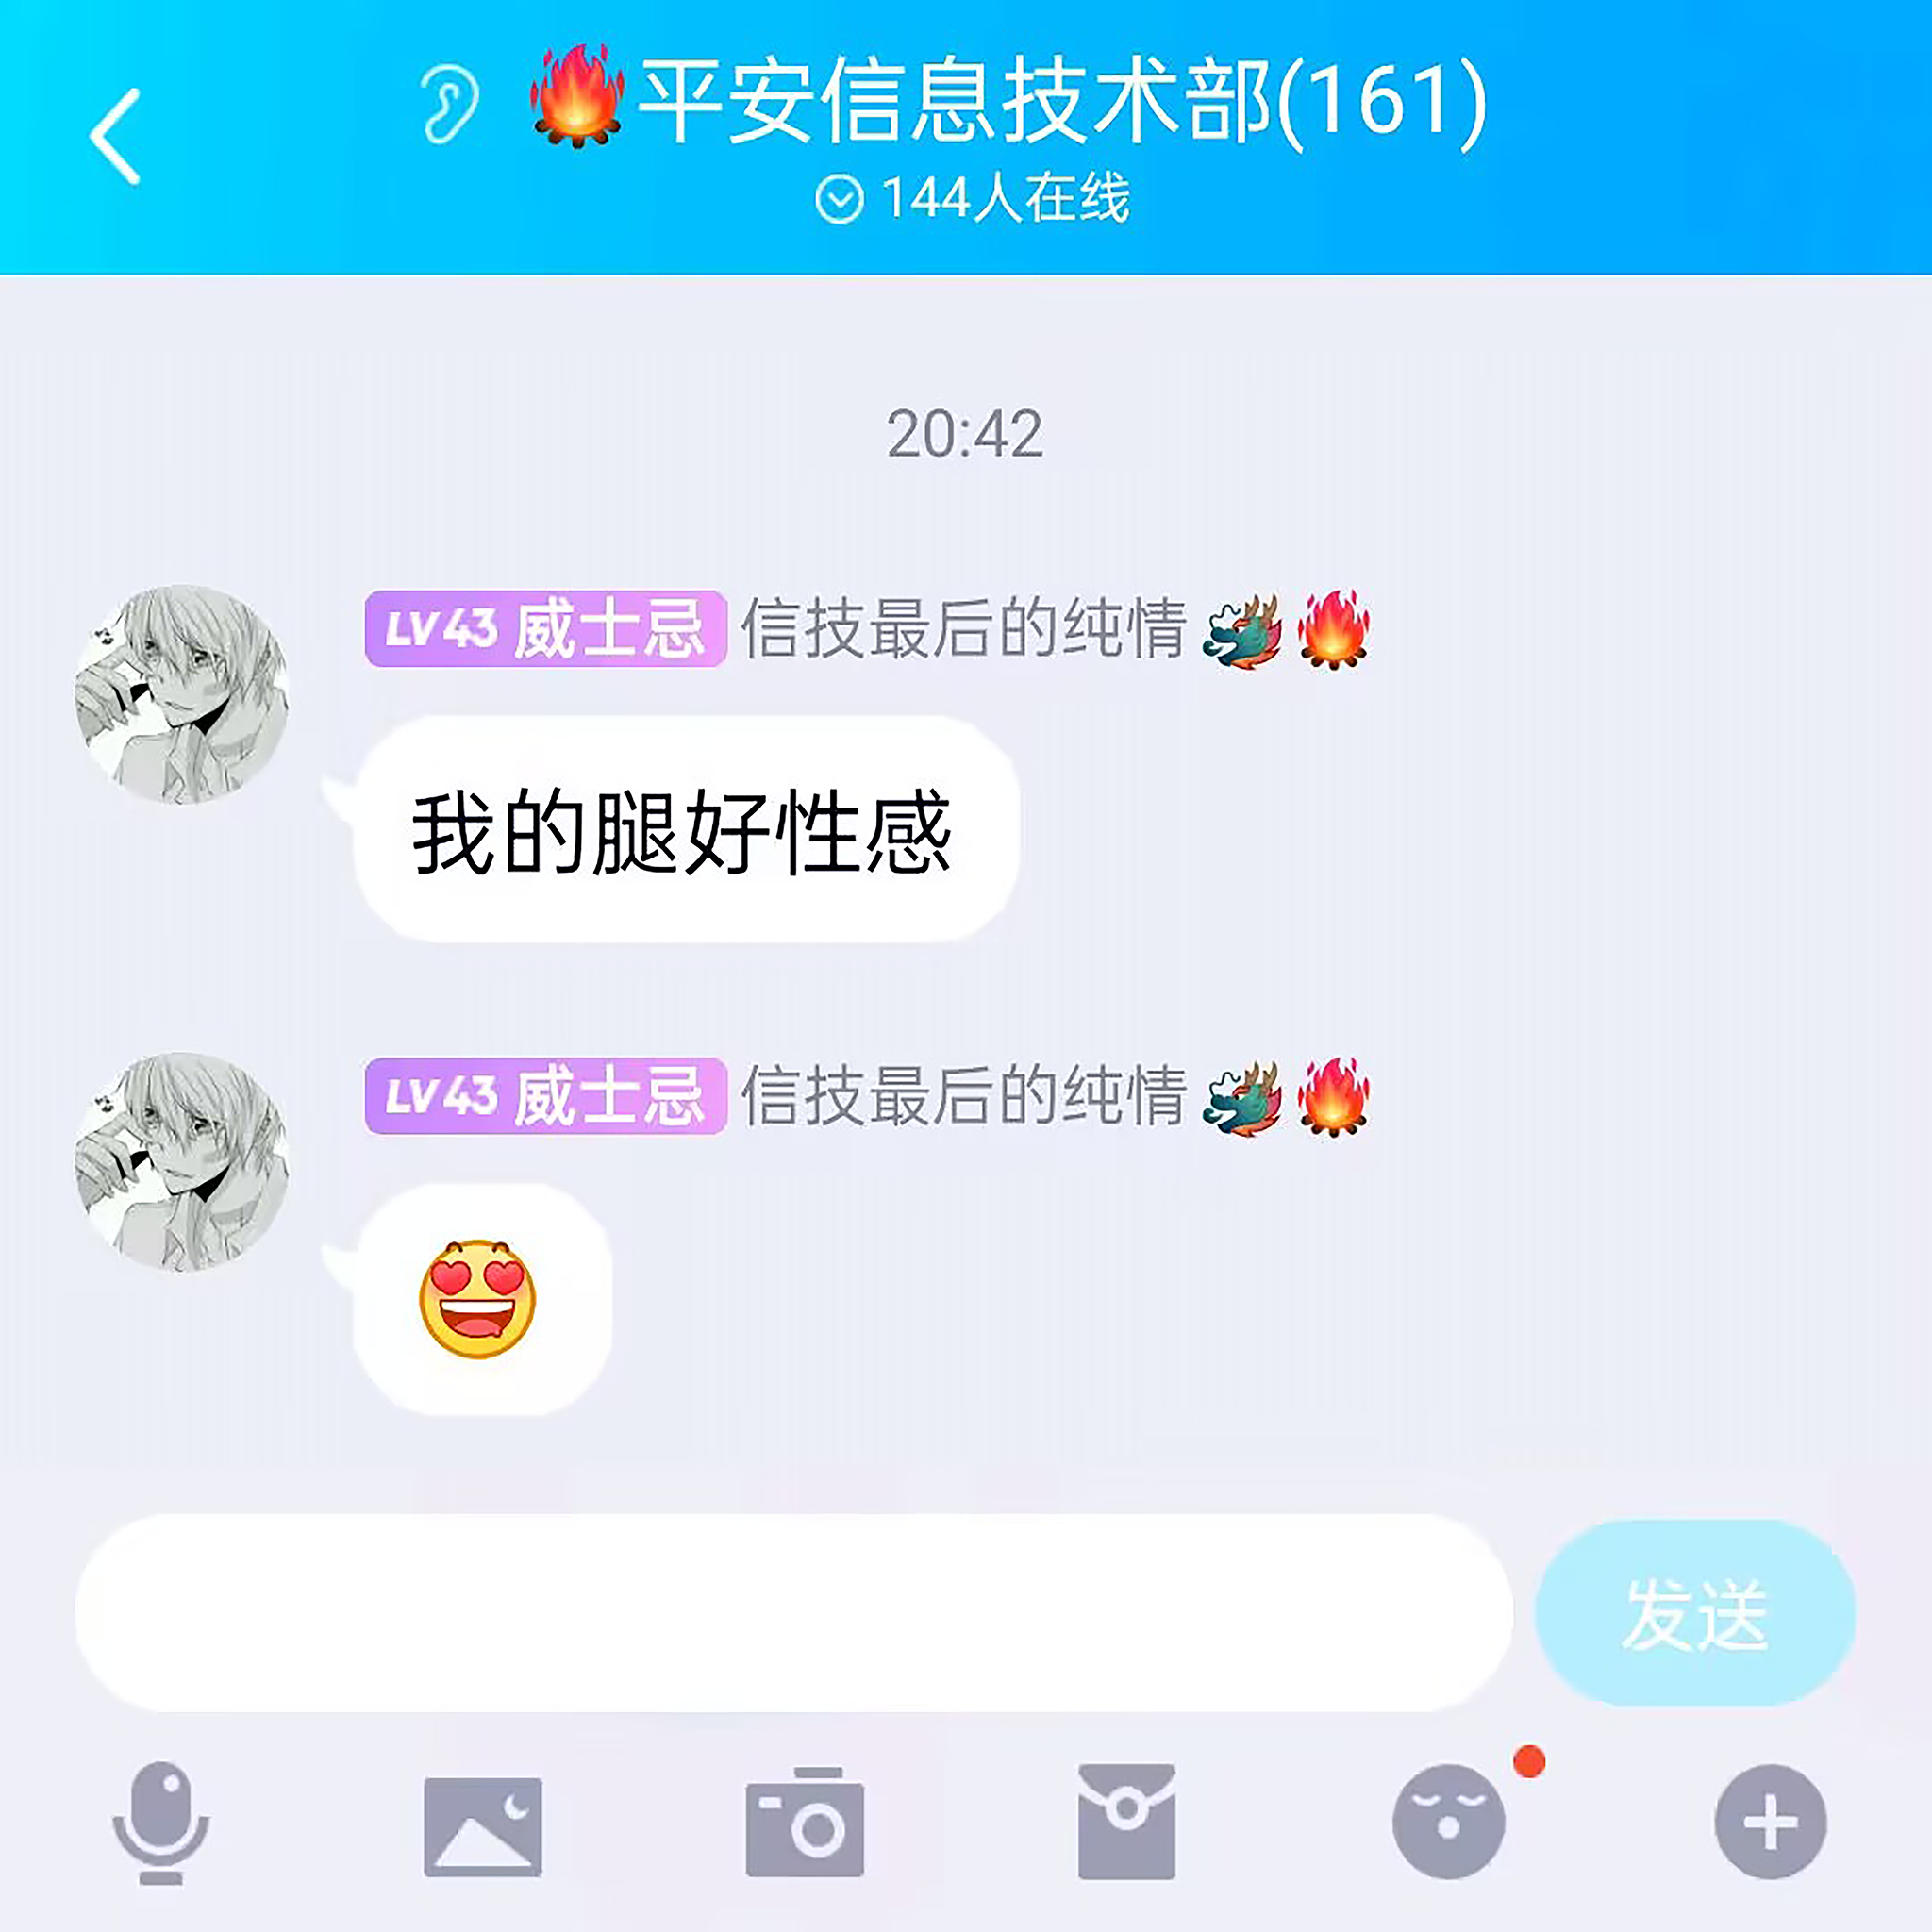 🔥平安信息技术部(161)
144人在线
20:42
LV43 威士忌 信技最后的纯情🐲🔥
我的腿好性感
LV43 威士忌 信技最后的纯情🐲🔥
😍
发送